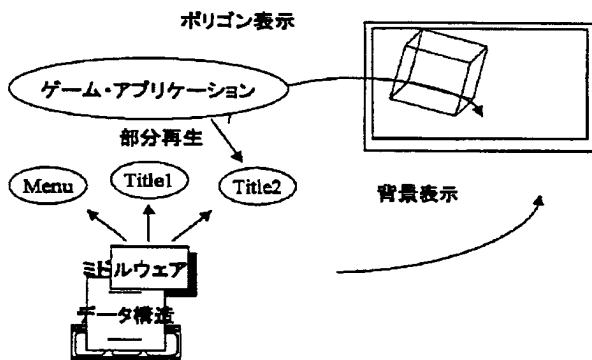 ポリゴン表示
ゲーム・アプリケーション
部分再生
Menu
Title1
Title2
背景表示
ミドルウェア
データ構造